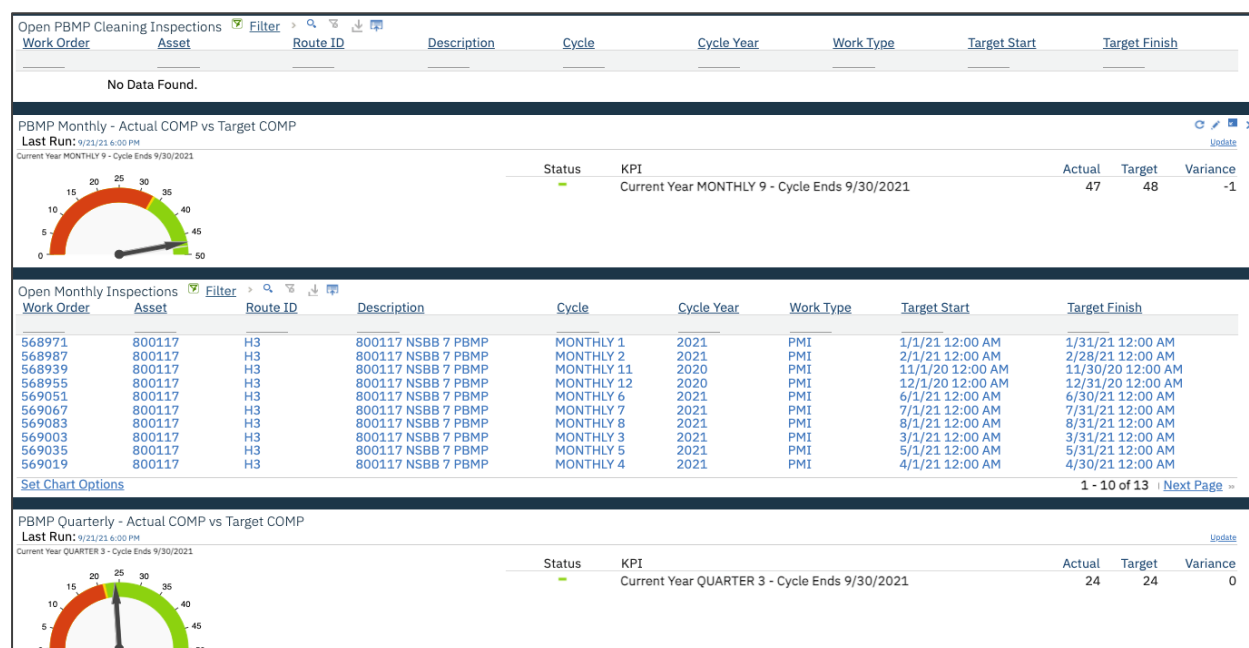 Open PBMP Cleaning Inspections Filter
Work Order Asset Route ID Description Cycle Cycle Year Work Type Target Start Target Finish
No Data Found.
PBMP Monthly - Actual COMP vs Target COMP
Last Run: 9/21/21 6:00 PM
Update
Current Year MONTHLY 9 - Cycle Ends 9/30/2021
Status KPI Actual Target Variance
Current Year MONTHLY 9 - Cycle Ends 9/30/2021 47 48 -1
0 5 10 15 20 25 30 35 40 45 50
Open Monthly Inspections Filter
Work Order Asset Route ID Description Cycle Cycle Year Work Type Target Start Target Finish
568971 800117 H3 800117 NSBB 7 PBMP MONTHLY 1 2021 PMI 1/1/21 12:00 AM 1/31/21 12:00 AM
568987 800117 H3 800117 NSBB 7 PBMP MONTHLY 2 2021 PMI 2/1/21 12:00 AM 2/28/21 12:00 AM
568939 800117 H3 800117 NSBB 7 PBMP MONTHLY 11 2020 PMI 11/1/20 12:00 AM 11/30/20 12:00 AM
568955 800117 H3 800117 NSBB 7 PBMP MONTHLY 12 2020 PMI 12/1/20 12:00 AM 12/31/20 12:00 AM
569051 800117 H3 800117 NSBB 7 PBMP MONTHLY 6 2021 PMI 6/1/21 12:00 AM 6/30/21 12:00 AM
569067 800117 H3 800117 NSBB 7 PBMP MONTHLY 7 2021 PMI 7/1/21 12:00 AM 7/31/21 12:00 AM
569083 800117 H3 800117 NSBB 7 PBMP MONTHLY 8 2021 PMI 8/1/21 12:00 AM 8/31/21 12:00 AM
569003 800117 H3 800117 NSBB 7 PBMP MONTHLY 3 2021 PMI 3/1/21 12:00 AM 3/31/21 12:00 AM
569035 800117 H3 800117 NSBB 7 PBMP MONTHLY 5 2021 PMI 5/1/21 12:00 AM 5/31/21 12:00 AM
569019 800117 H3 800117 NSBB 7 PBMP MONTHLY 4 2021 PMI 4/1/21 12:00 AM 4/30/21 12:00 AM
Set Chart Options 1 - 10 of 13 Next Page
PBMP Quarterly - Actual COMP vs Target COMP
Last Run: 9/21/21 6:00 PM
Update
Current Year QUARTER 3 - Cycle Ends 9/30/2021
Status KPI Actual Target Variance
Current Year QUARTER 3 - Cycle Ends 9/30/2021 24 24 0
5 10 15 20 25 30 35 40 45